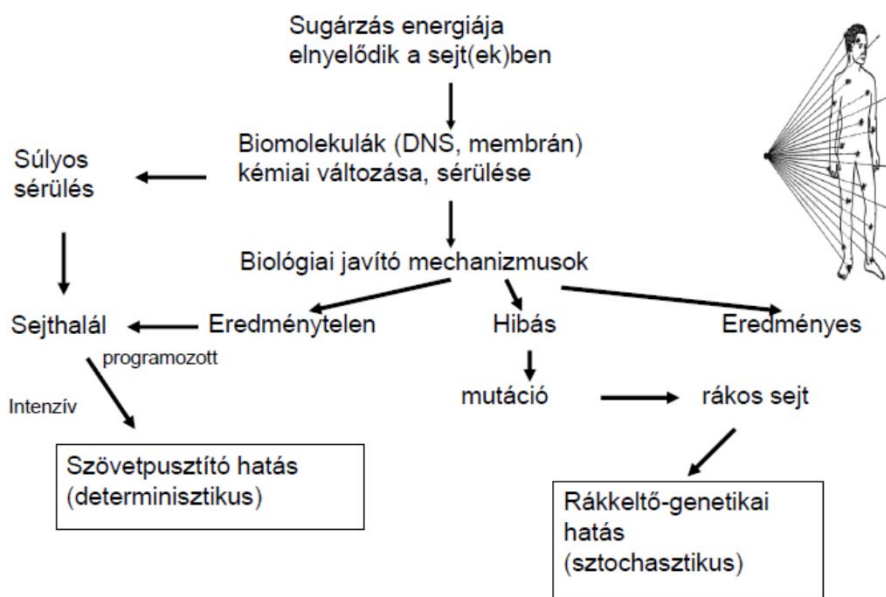 Sugárzás energiája
elnyelődik a sejt(ek)ben
Biomolekulák (DNS, membrán)
kémiai változása, sérülése
Súlyos
sérülés
Biológiai javító mechanizmusok
Sejthalál
Eredménytelen
Hibás
Eredményes
programozott
Intenzív
mutáció
rákos sejt
Szövetpusztító hatás
(determinisztikus)
Rákkeltő-genetikai
hatás
(sztochasztikus)